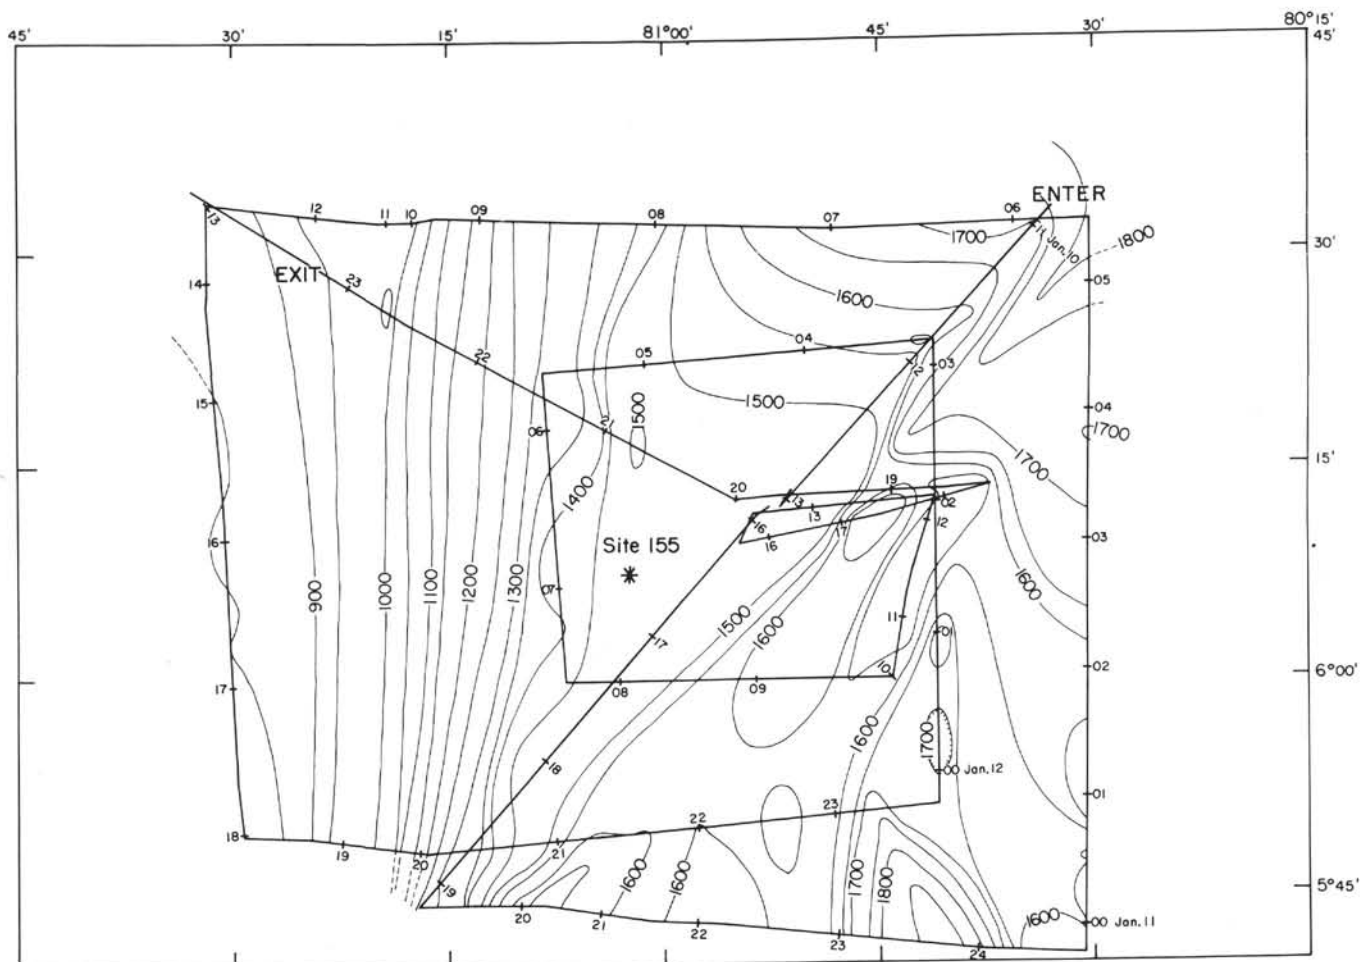 45' 30' 15' 81°00' 45' 30' 80°15'
45'
ENTER
13 12 11 10 09 08 07 06
1700 11 Jan. 10 1800
30'
EXIT 23
14 1600 05
22 05 04 2 03
15 1500 1500 04
06 21 1700 1700
15'
1400 20 19
13 13 02
16 16 17 12 03
Site 155
900 1000 1100 1200 1300 07
1500 1600 1600
17 11 01
02
17 08 09 10 6°00'
1600 1700
18 00 Jan. 12
01
18 19 20 21 22 23
19 1600 1600 1700 1800 5°45'
20 21 22 23 24 1600 00 Jan. 11